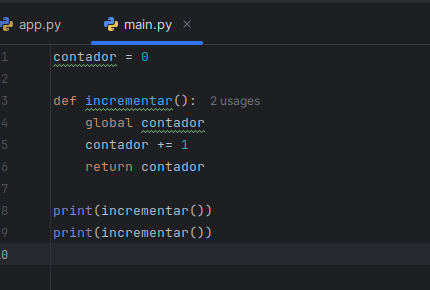 app.py main.py
1 contador = 0
2
3 def incrementar(): 2 usages
4     global contador
5     contador += 1
6     return contador
7
8 print(incrementar())
9 print(incrementar())
10